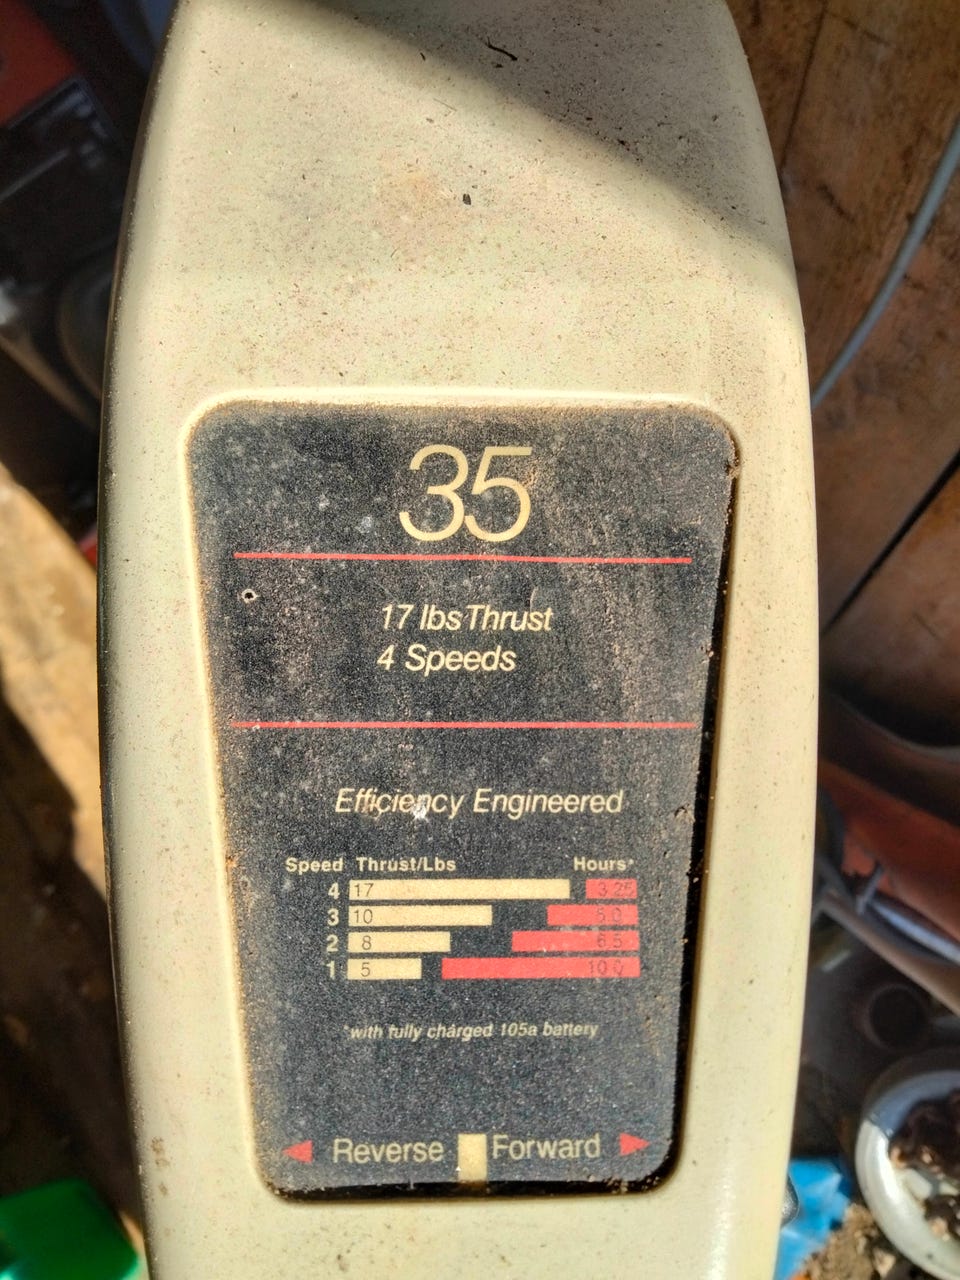 35
17 lbs Thrust
4 Speeds
Efficiency Engineered
Speed Thrust/Lbs Hours*
4 17 3.25
3 10 5.0
2 8 6.5
1 5 10.0
*with fully charged 105a battery
Reverse Forward